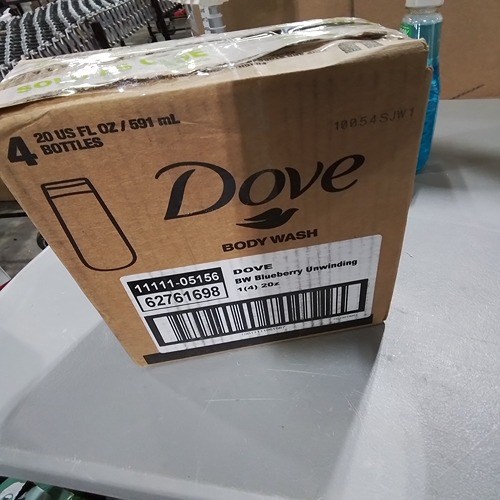 4 20 US FL OZ / 591 mL
BOTTLES
10054SJW1
Dove
BODY WASH
11111-05156
62761698
DOVE
BW Blueberry Unwinding
1(4) 20z